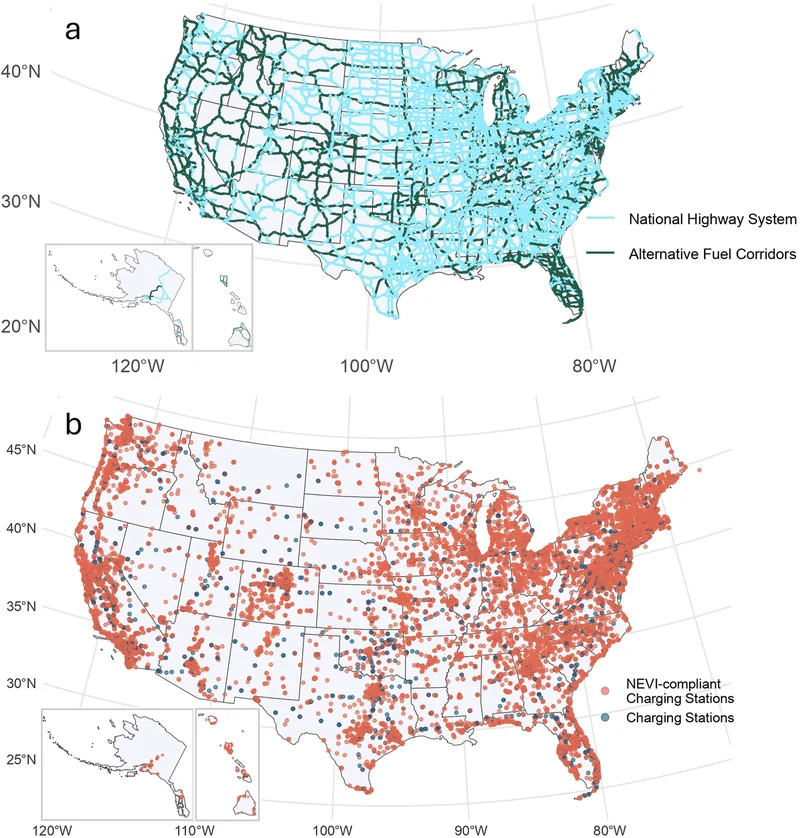 a
40°N
30°N
20°N
National Highway System
Alternative Fuel Corridors
120°W
100°W
80°W
b
45°N
40°N
35°N
30°N
25°N
NEVI-compliant
Charging Stations
Charging Stations
120°W
110°W
100°W
90°W
80°W